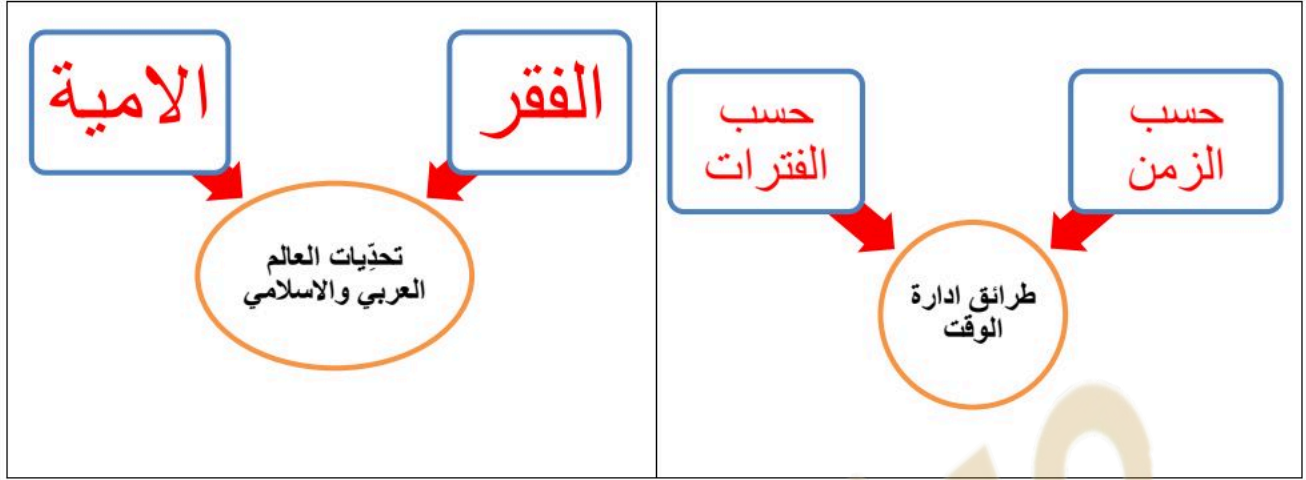 حسب
الزمن
حسب
الفترات
طرائق ادارة
الوقت
الفقر
الامية
تحدِّيات العالم
العربي والاسلامي